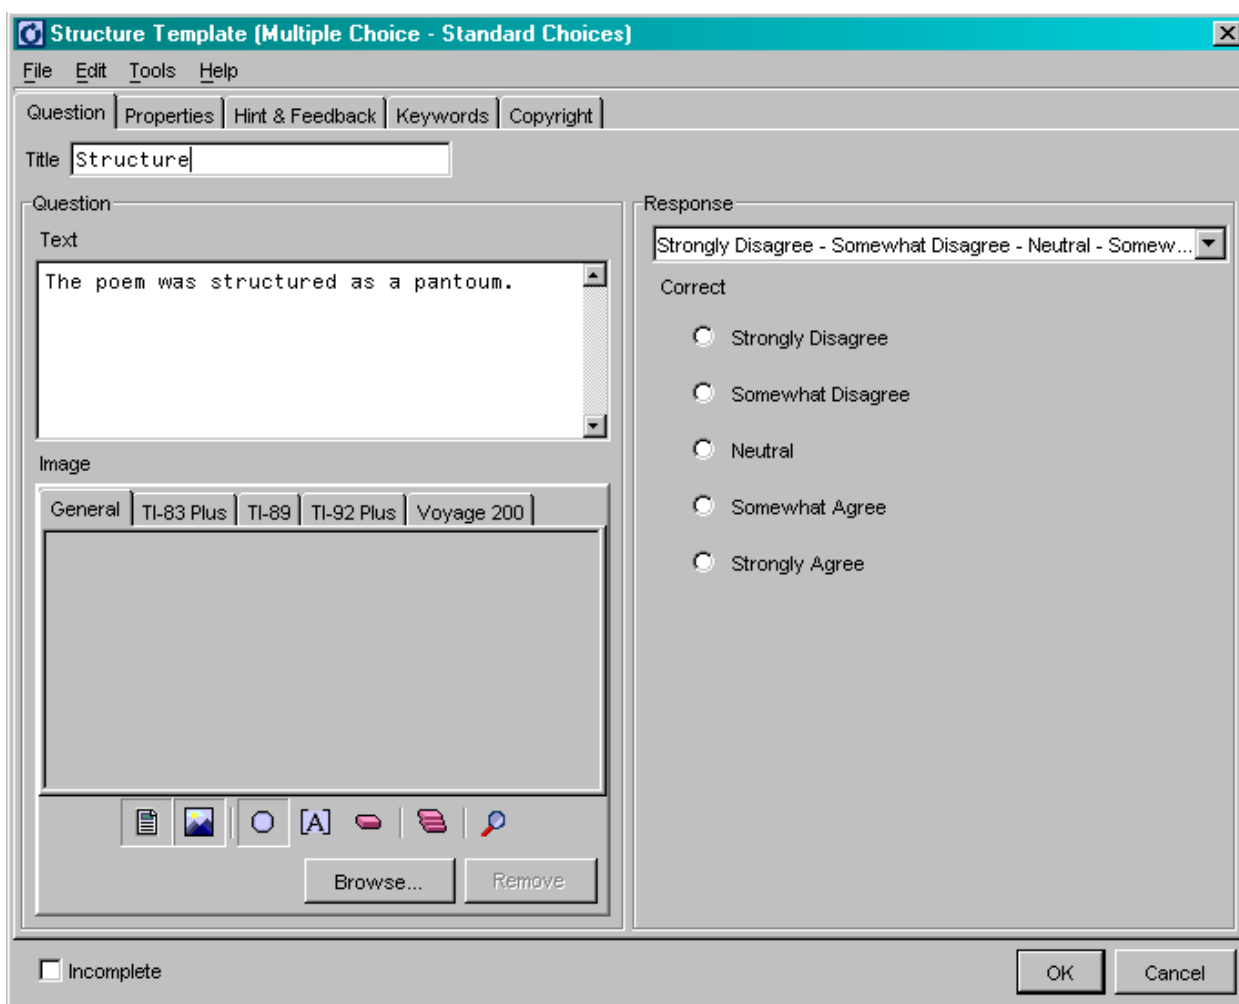 Structure Template (Multiple Choice - Standard Choices)
File Edit Tools Help
Question Properties Hint & Feedback Keywords Copyright
Title Structure
Question
Text
The poem was structured as a pantoum.
Image
General TI-83 Plus TI-89 TI-92 Plus Voyage 200
[A]
Browse... Remove
Response
Strongly Disagree - Somewhat Disagree - Neutral - Somew...
Correct
Strongly Disagree
Somewhat Disagree
Neutral
Somewhat Agree
Strongly Agree
Incomplete
OK Cancel